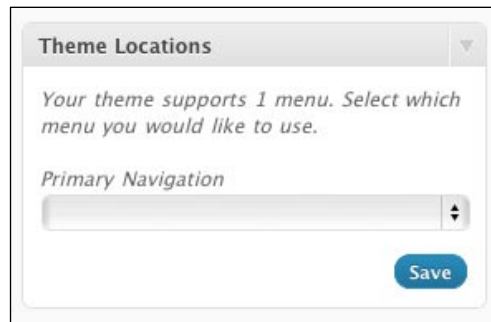 Theme Locations
Your theme supports 1 menu. Select which
menu you would like to use.
Primary Navigation
Save